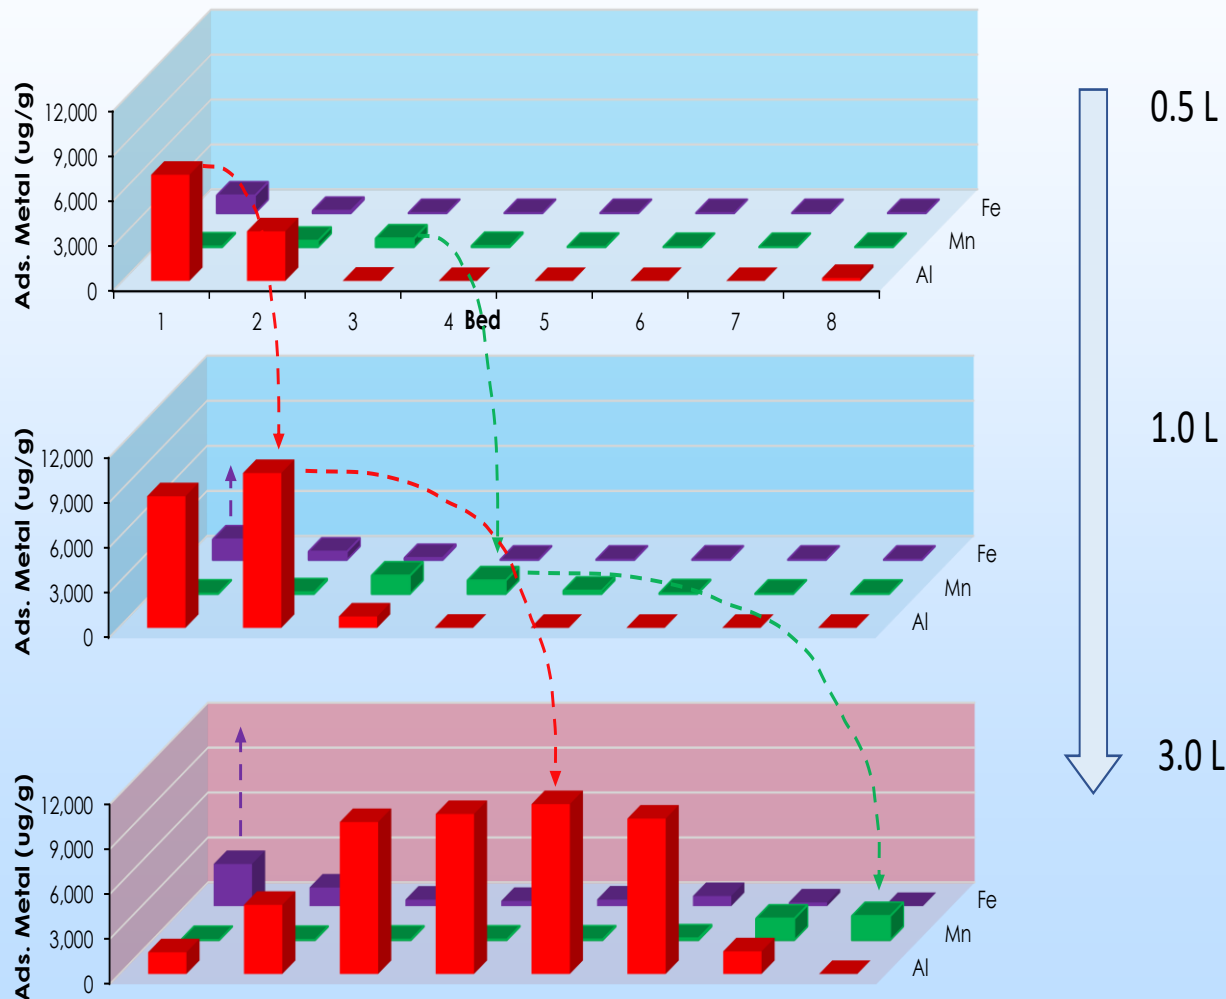 Ads. Metal (ug/g)
12,000
9,000
6,000
3,000
0
Fe
Mn
Al
1 2 3 4 5 6 7 8
Bed
0.5 L
Ads. Metal (ug/g)
12,000
9,000
6,000
3,000
0
Fe
Mn
Al
1.0 L
Ads. Metal (ug/g)
12,000
9,000
6,000
3,000
0
Fe
Mn
Al
3.0 L